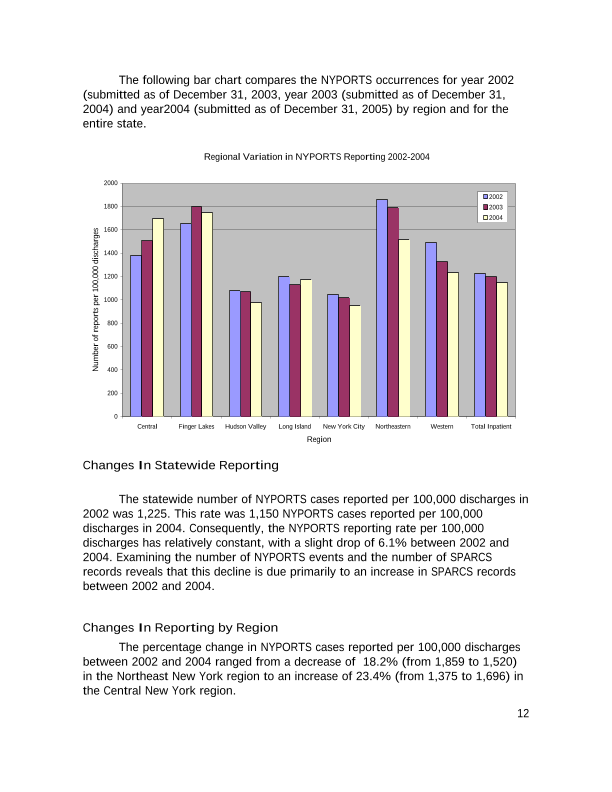 The following bar chart compares the NYPORTS occurrences for year 2002
(submitted as of December 31, 2003, year 2003 (submitted as of December 31,
2004) and year2004 (submitted as of December 31, 2005) by region and for the
entire state.
Regional Variation in NYPORTS Reporting 2002-2004
Number of reports per 100,000 discharges
2000
1800
1600
1400
1200
1000
800
600
400
200
0
2002
2003
2004
Central Finger Lakes Hudson Valley Long Island New York City Northeastern Western Total Inpatient
Region
Changes In Statewide Reporting
The statewide number of NYPORTS cases reported per 100,000 discharges in
2002 was 1,225. This rate was 1,150 NYPORTS cases reported per 100,000
discharges in 2004. Consequently, the NYPORTS reporting rate per 100,000
discharges has relatively constant, with a slight drop of 6.1% between 2002 and
2004. Examining the number of NYPORTS events and the number of SPARCS
records reveals that this decline is due primarily to an increase in SPARCS records
between 2002 and 2004.
Changes In Reporting by Region
The percentage change in NYPORTS cases reported per 100,000 discharges
between 2002 and 2004 ranged from a decrease of 18.2% (from 1,859 to 1,520)
in the Northeast New York region to an increase of 23.4% (from 1,375 to 1,696) in
the Central New York region.
12